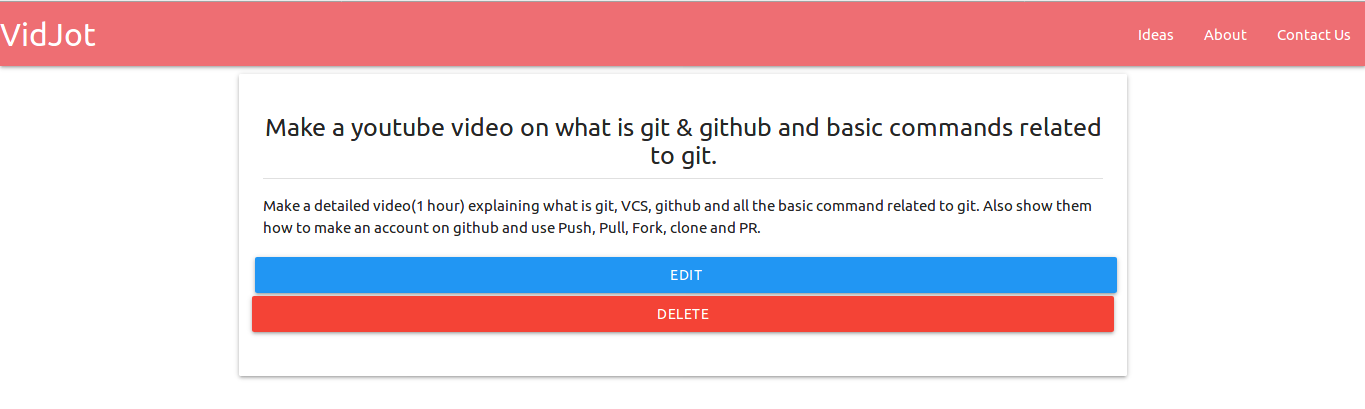 VidJot
Ideas About Contact Us
Make a youtube video on what is git & github and basic commands related
to git.
Make a detailed video(1 hour) explaining what is git, VCS, github and all the basic command related to git. Also show them
how to make an account on github and use Push, Pull, Fork, clone and PR.
EDIT
DELETE